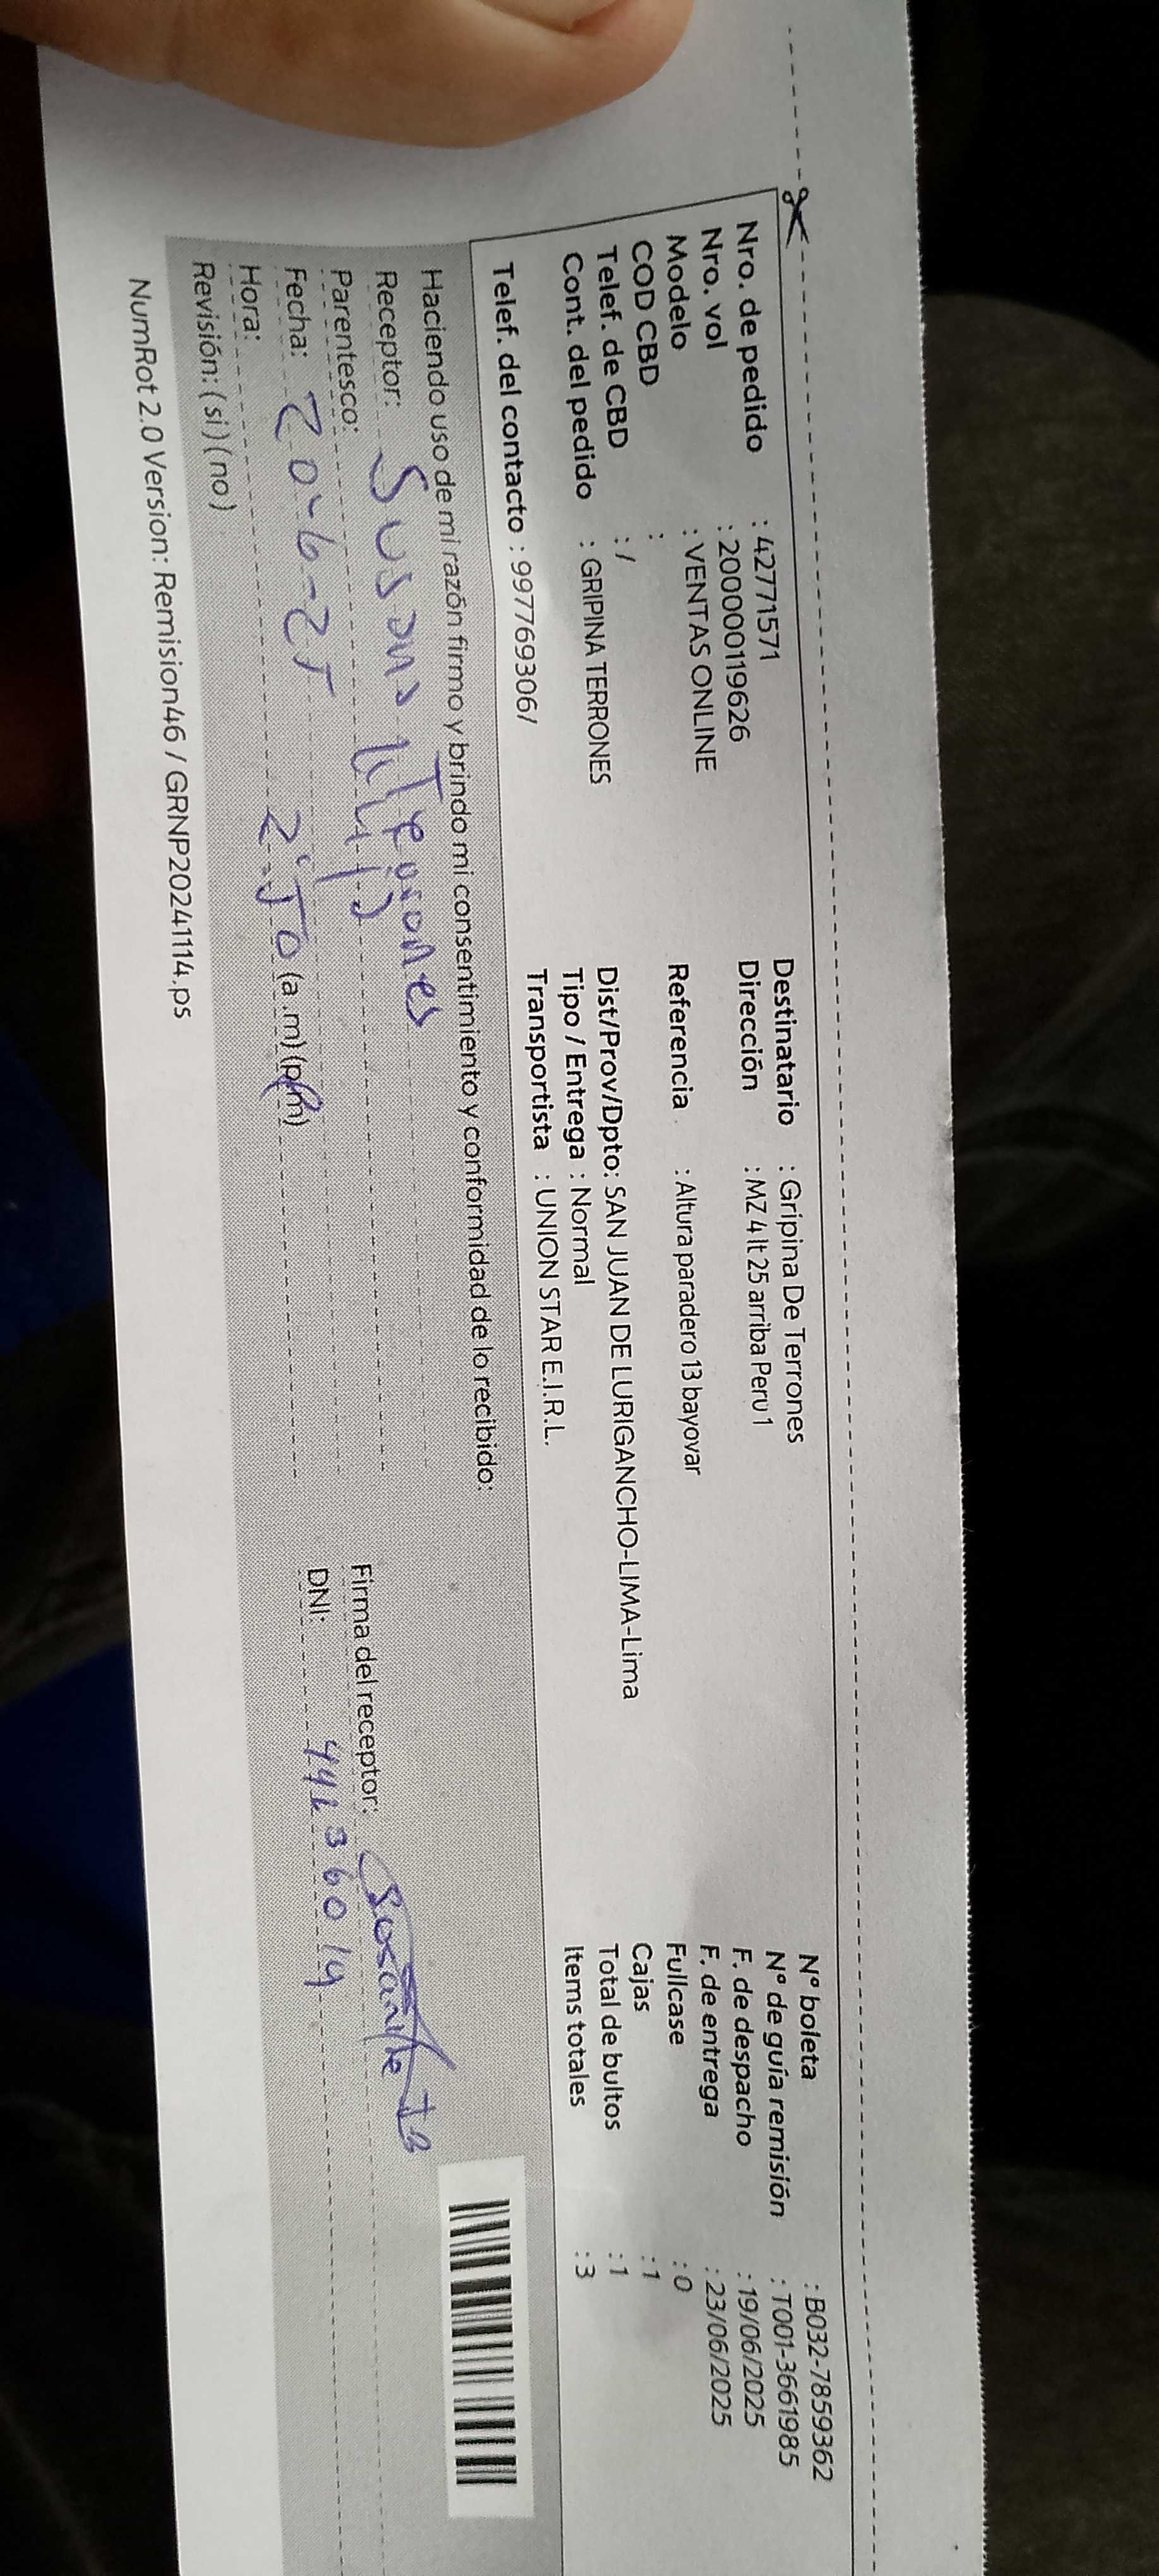 Nro. de pedido : 42771571
Nro. vol : 2000001119626
Modelo : VENTAS ONLINE
COD CBD :
Telef. de CBD : /
Cont. del pedido : GRIPINA TERRONES
Telef. del contacto : 997769306/
Destinatario : Gripina De Terrones
Dirección : MZ 4 lt 25 arriba Peru 1
Referencia : Altura paradero 13 bayovar
Dist/Prov/Dpto: SAN JUAN DE LURIGANCHO-LIMA-Lima
Tipo / Entrega : Normal
Transportista : UNION STAR E.I.R.L.
N° boleta : B032-7859362
N° de guía remisión : T001-3661985
F. de despacho : 19/06/2025
F. de entrega : 23/06/2025
Fullcase : 0
Cajas : 1
Total de bultos : 1
Items totales : 3
Haciendo uso de mi razón firmo y brindo mi consentimiento y conformidad de lo recibido:
Receptor: Susana Terrones
Parentesco:
Fecha: 20-6-25
Hora: 2:50 (a.m) (p.m)
Revisión: (si) (no)
Firma del receptor:
DNI:
NumRot 2.0 Version: Remision46 / GRNP20241114.ps